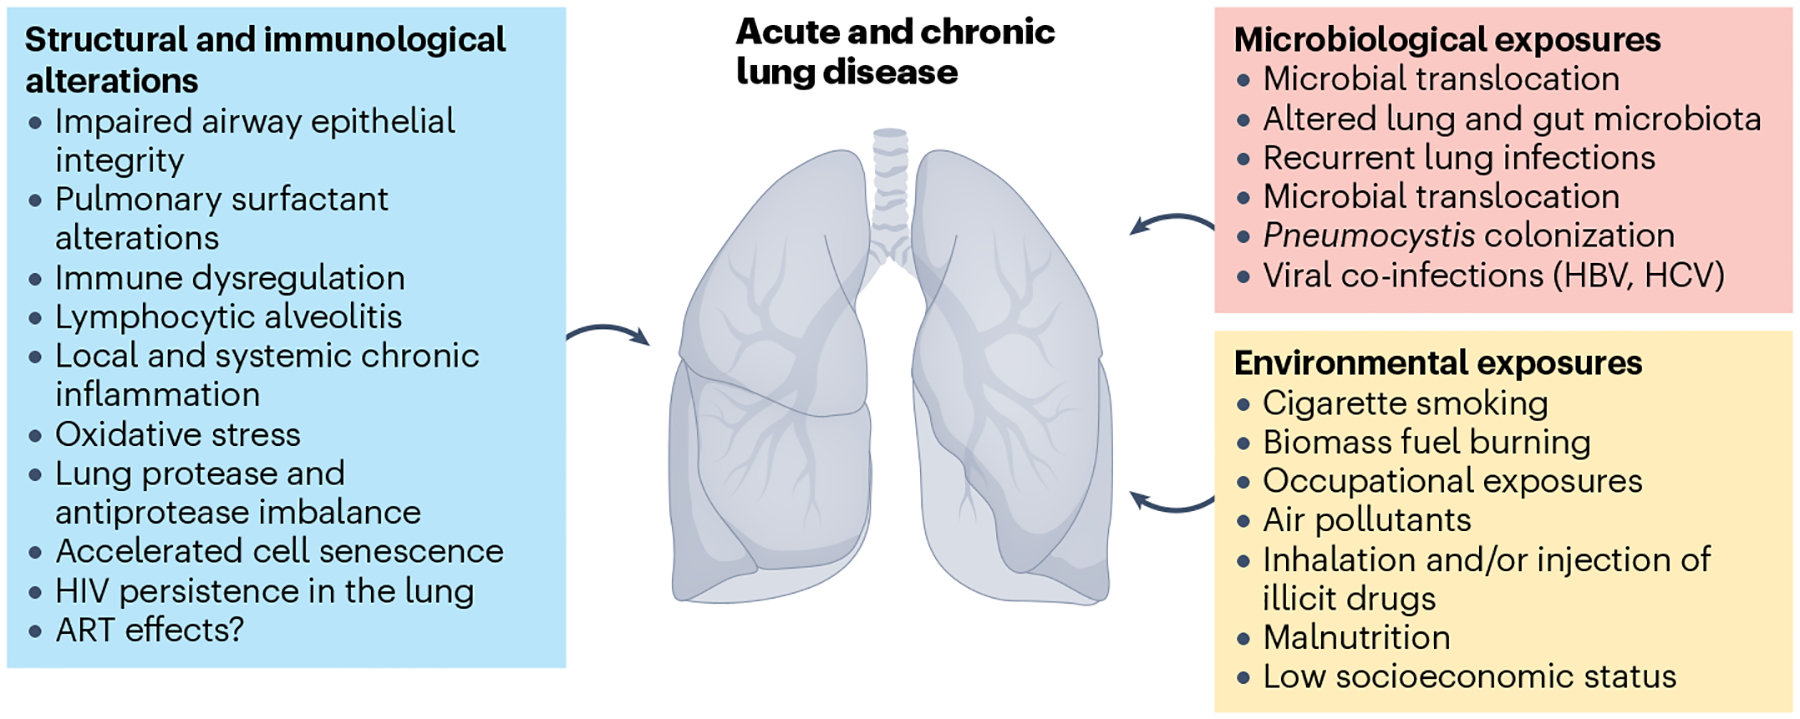 Structural and immunological
alterations
• Impaired airway epithelial
integrity
• Pulmonary surfactant
alterations
• Immune dysregulation
• Lymphocytic alveolitis
• Local and systemic chronic
inflammation
• Oxidative stress
• Lung protease and
antiprotease imbalance
• Accelerated cell senescence
• HIV persistence in the lung
• ART effects?
Acute and chronic
lung disease
Microbiological exposures
• Microbial translocation
• Altered lung and gut microbiota
• Recurrent lung infections
• Microbial translocation
• Pneumocystis colonization
• Viral co-infections (HBV, HCV)
Environmental exposures
• Cigarette smoking
• Biomass fuel burning
• Occupational exposures
• Air pollutants
• Inhalation and/or injection of
illicit drugs
• Malnutrition
• Low socioeconomic status